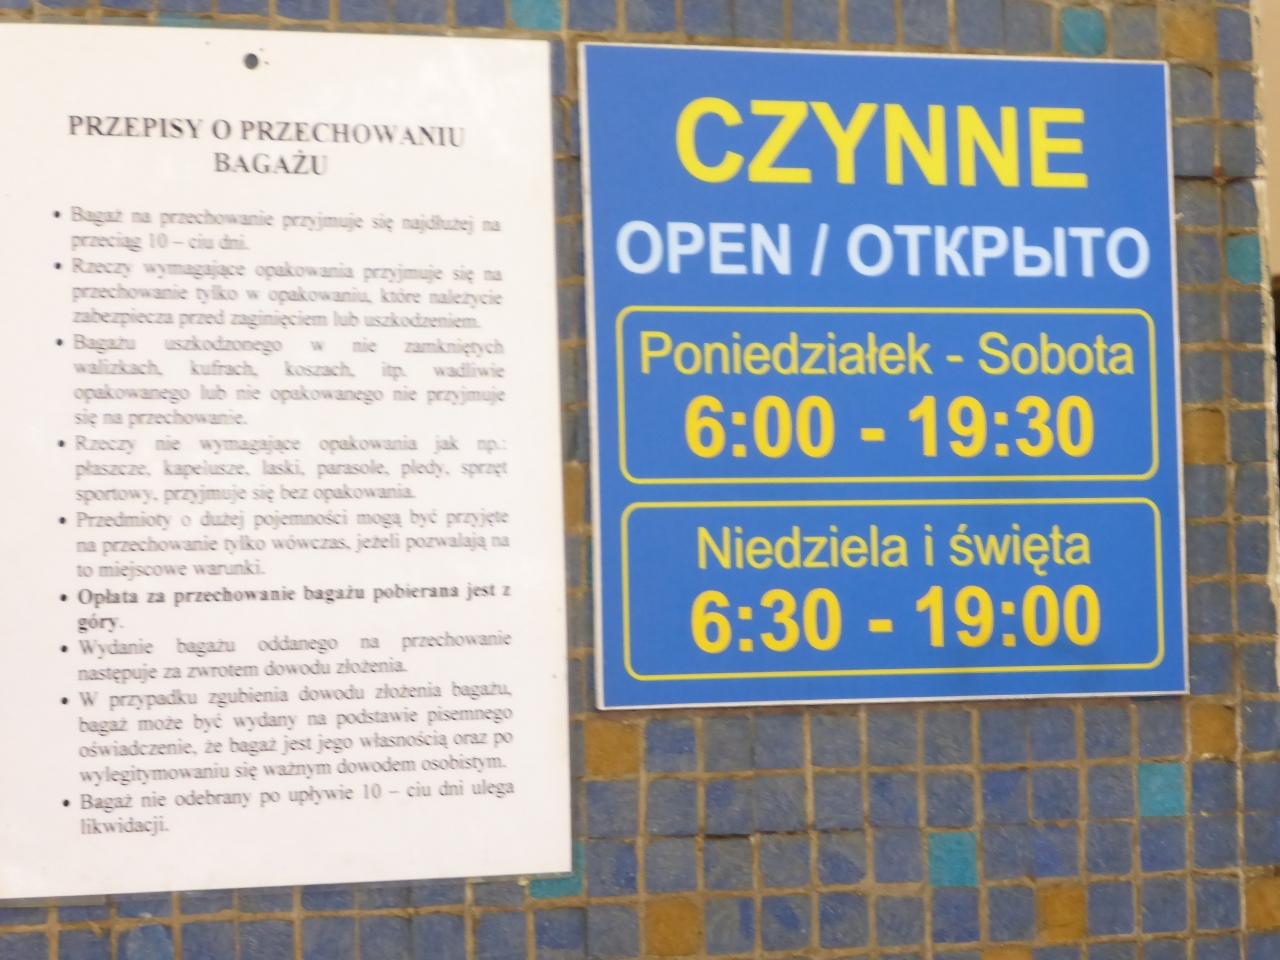 PRZEPISY O PRZECHOWANIU
BAGAŻU
• Bagaż na przechowanie przyjmuje się najdłużej na
przeciąg 10 – ciu dni.
• Rzeczy wymagające opakowania przyjmuje się na
przechowanie tylko w opakowaniu, które należycie
zabezpiecza przed zaginięciem lub uszkodzeniem.
• Bagażu uszkodzonego w nie zamkniętych
walizkach, kufrach, koszach, itp. wadliwie
opakowanego lub nie opakowanego nie przyjmuje
się na przechowanie.
• Rzeczy nie wymagające opakowania jak np.:
płaszcze, kapelusze, laski, parasole, pledy, sprzęt
sportowy, przyjmuje się bez opakowania.
• Przedmioty o dużej pojemności mogą być przyjęte
na przechowanie tylko wówczas, jeżeli pozwalają na
to miejscowe warunki.
• Opłata za przechowanie bagażu pobierana jest z
góry.
• Wydanie bagażu oddanego na przechowanie
następuje za zwrotem dowodu złożenia.
• W przypadku zgubienia dowodu złożenia bagażu,
bagaż może być wydany na podstawie pisemnego
oświadczenie, że bagaż jest jego własnością oraz po
wylegitymowaniu się ważnym dowodem osobistym.
• Bagaż nie odebrany po upływie 10 – ciu dni ulega
likwidacji.
CZYNNE
OPEN / ОТКРЫТО
Poniedziałek - Sobota
6:00 - 19:30
Niedziela i święta
6:30 - 19:00